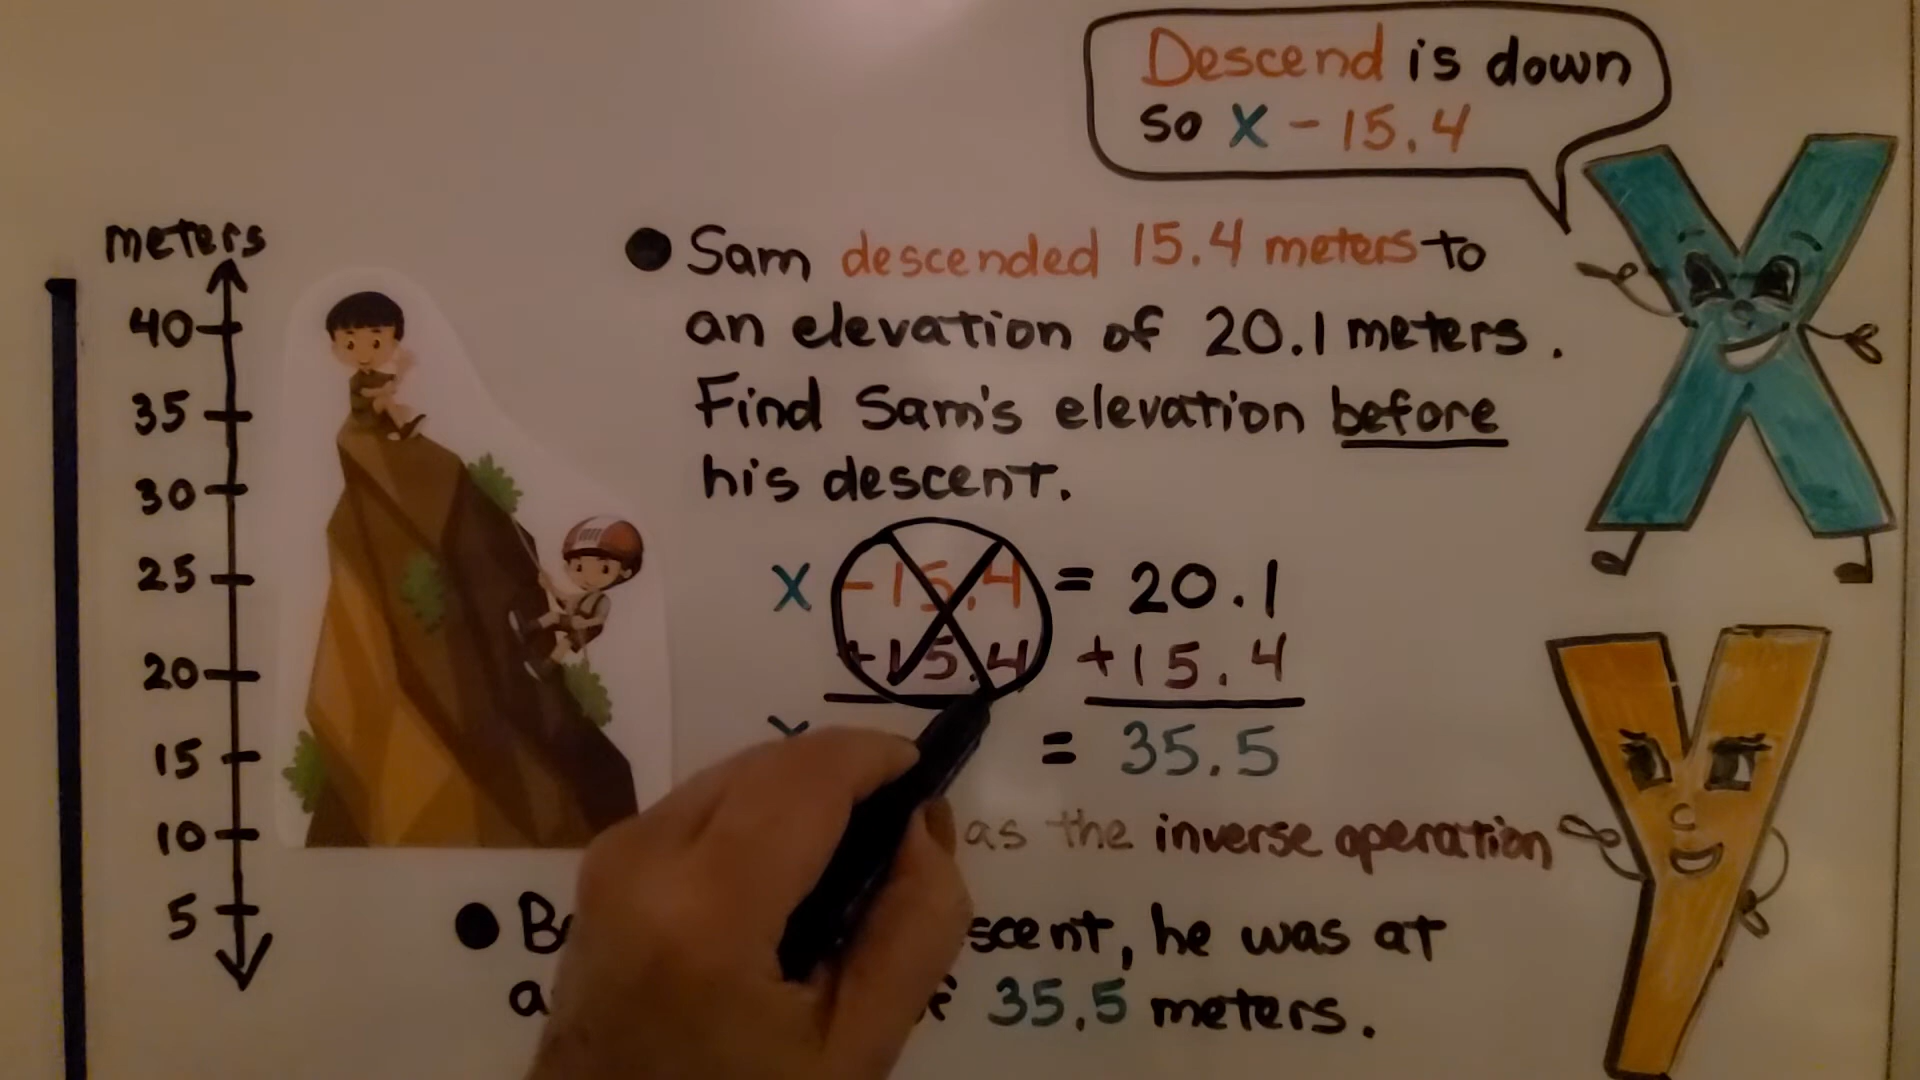 Descend is down
so x - 15.4
meters
40
35
30
25
20
15
10
5
● Sam descended 15.4 meters to
an elevation of 20.1 meters.
Find Sam's elevation before
his descent.
x - 15.4 = 20.1
+15.4 +15.4
= 35.5
as the inverse operation
● scent, he was at
35.5 meters.